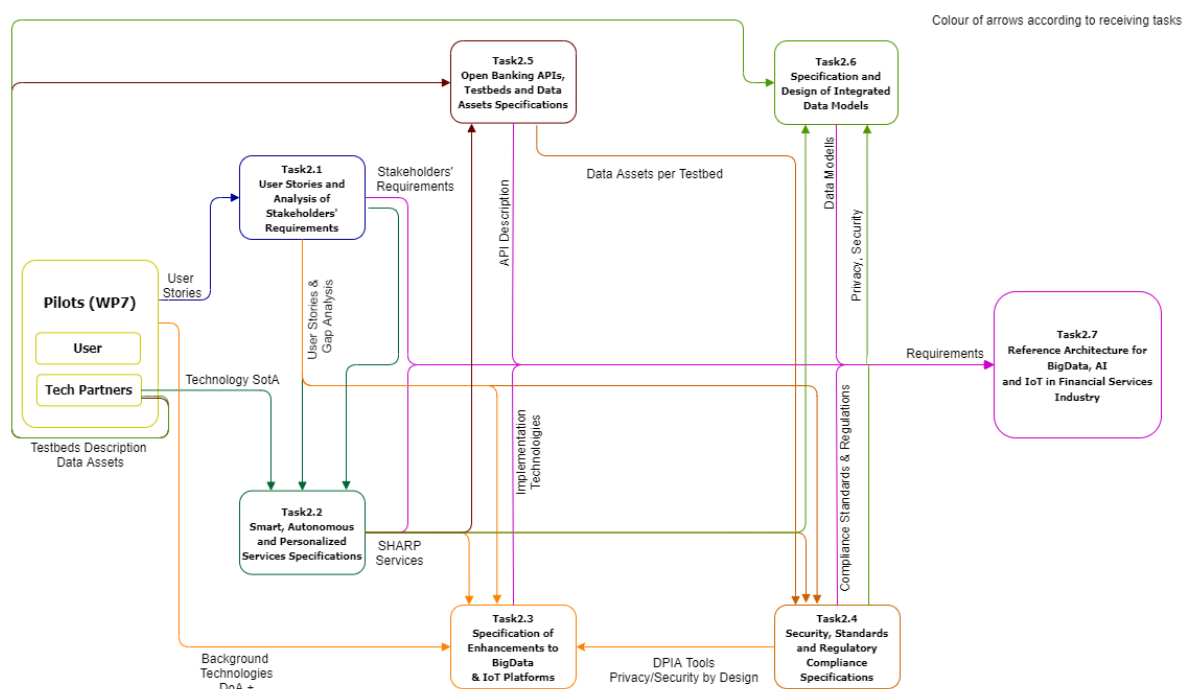 Colour of arrows according to receiving tasks
Task2.5
Open Banking APIs,
Testbeds and Data
Assets Specifications
Task2.6
Specification and
Design of Integrated
Data Models
Task2.1
User Stories and
Analysis of
Stakeholders'
Requirements
Stakeholders'
Requirements
Data Assets per Testbed
API Description
Data Modells
Privacy, Security
User
Stories
Pilots (WP7)
User
Tech Partners
User Stories &
Gap Analysis
Technology SotA
Requirements
Task2.7
Reference Architecture for
BigData, AI
and IoT in Financial Services
Industry
Testbeds Description
Data Assets
Implementation
Technoloigies
Compliance Standards & Regulations
Task2.2
Smart, Autonomous
and Personalized
Services Specifications
SHARP
Services
Task2.3
Specification of
Enhancements to
BigData
& IoT Platforms
Task2.4
Security, Standards
and Regulatory
Compliance
Specifications
Background
Technologies
DoA +
DPIA Tools
Privacy/Security by Design